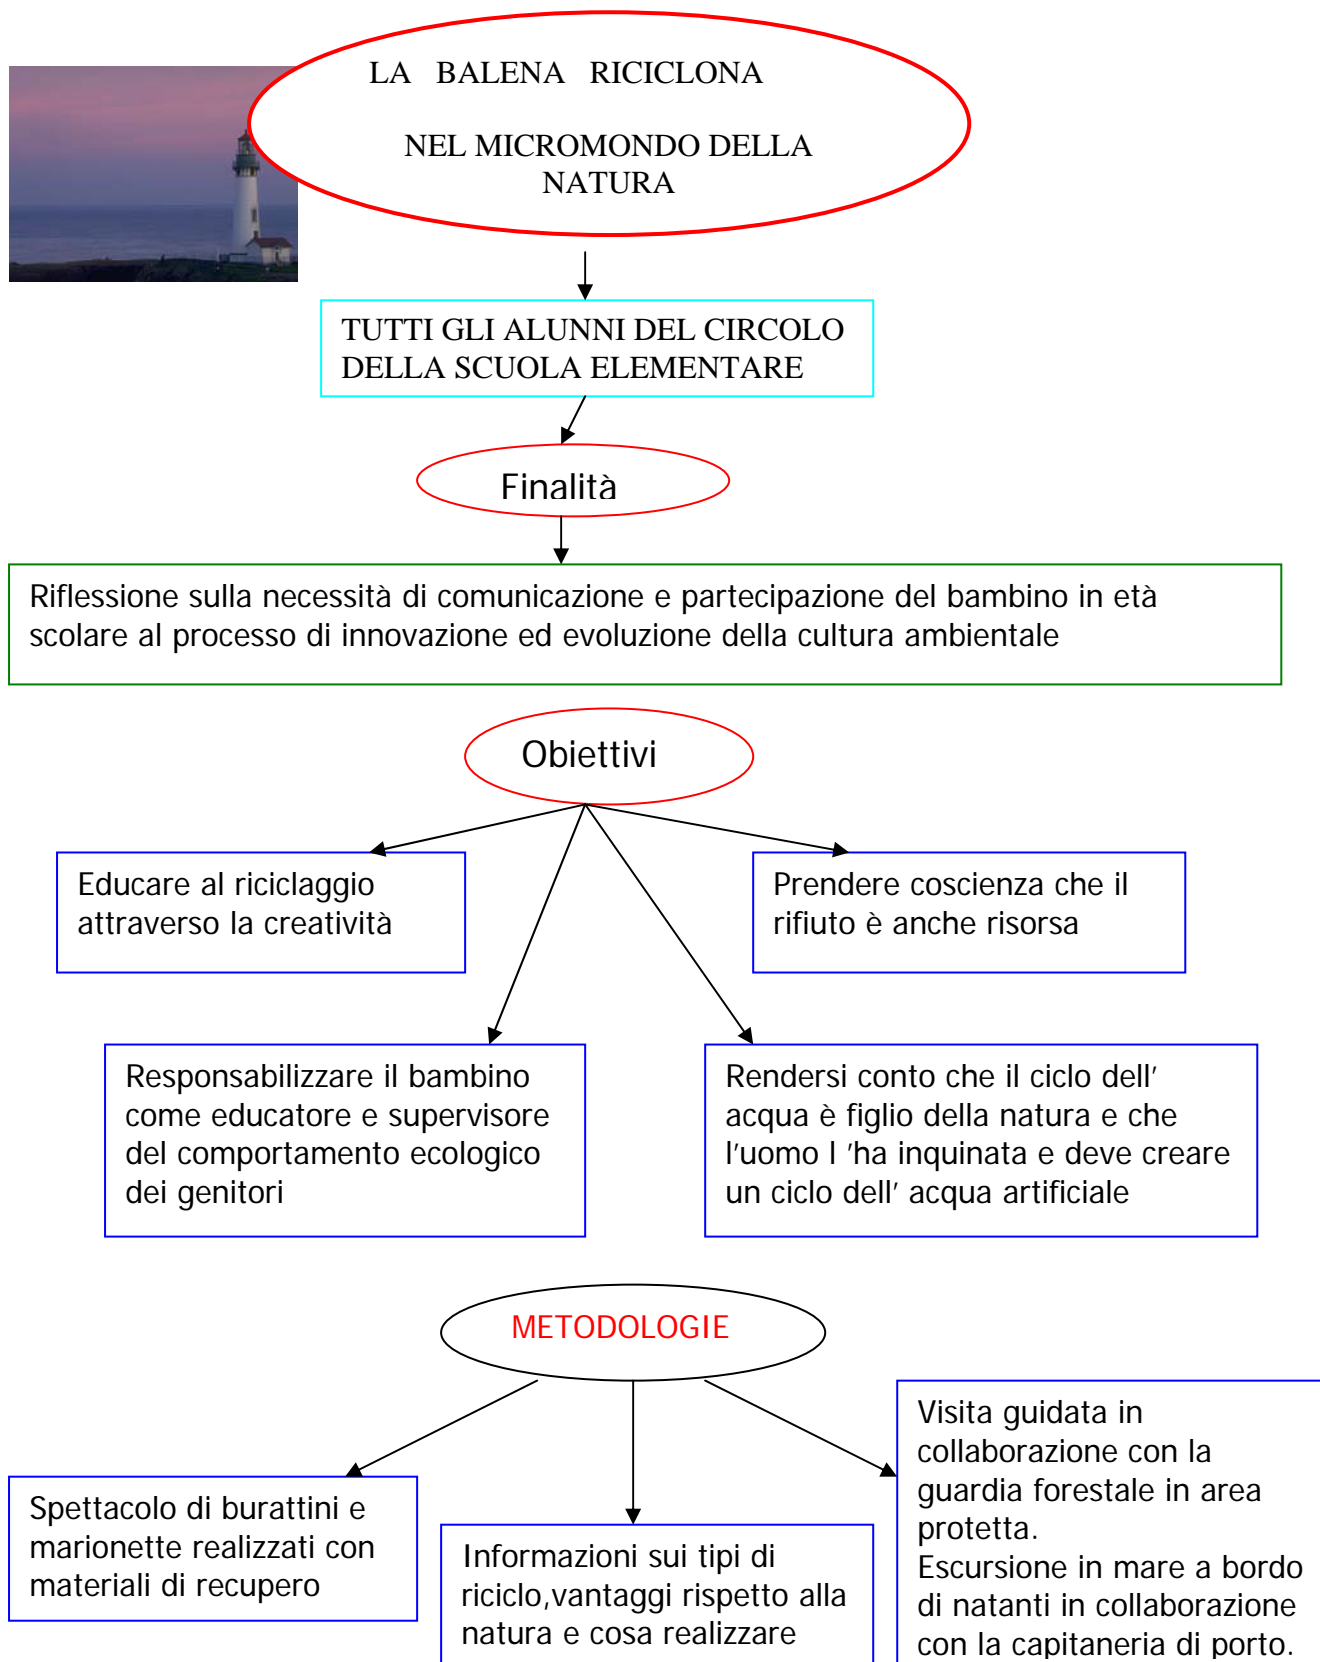 LA BALENA RICICLONA
NEL MICROMONDO DELLA
NATURA
TUTTI GLI ALUNNI DEL CIRCOLO
DELLA SCUOLA ELEMENTARE
Finalità
Riflessione sulla necessità di comunicazione e partecipazione del bambino in età
scolare al processo di innovazione ed evoluzione della cultura ambientale
Obiettivi
Educare al riciclaggio
attraverso la creatività
Prendere coscienza che il
rifiuto è anche risorsa
Responsabilizzare il bambino
come educatore e supervisore
del comportamento ecologico
dei genitori
Rendersi conto che il ciclo dell'
acqua è figlio della natura e che
l'uomo l 'ha inquinata e deve creare
un ciclo dell' acqua artificiale
METODOLOGIE
Spettacolo di burattini e
marionette realizzati con
materiali di recupero
Informazioni sui tipi di
riciclo,vantaggi rispetto alla
natura e cosa realizzare
Visita guidata in
collaborazione con la
guardia forestale in area
protetta.
Escursione in mare a bordo
di natanti in collaborazione
con la capitaneria di porto.